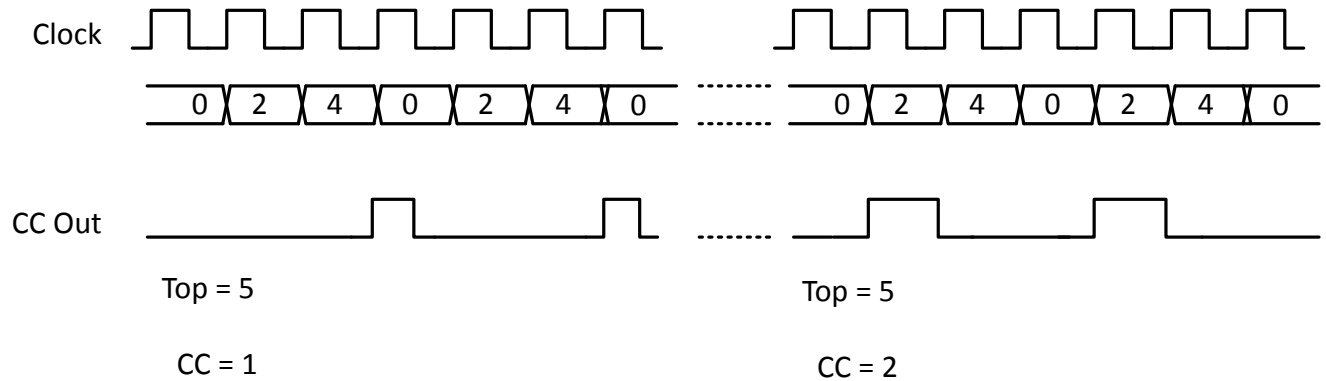 Clock
0 2 4 0 2 4 0 0 2 4 0 2 4 0
CC Out
Top = 5 Top = 5
CC = 1 CC = 2